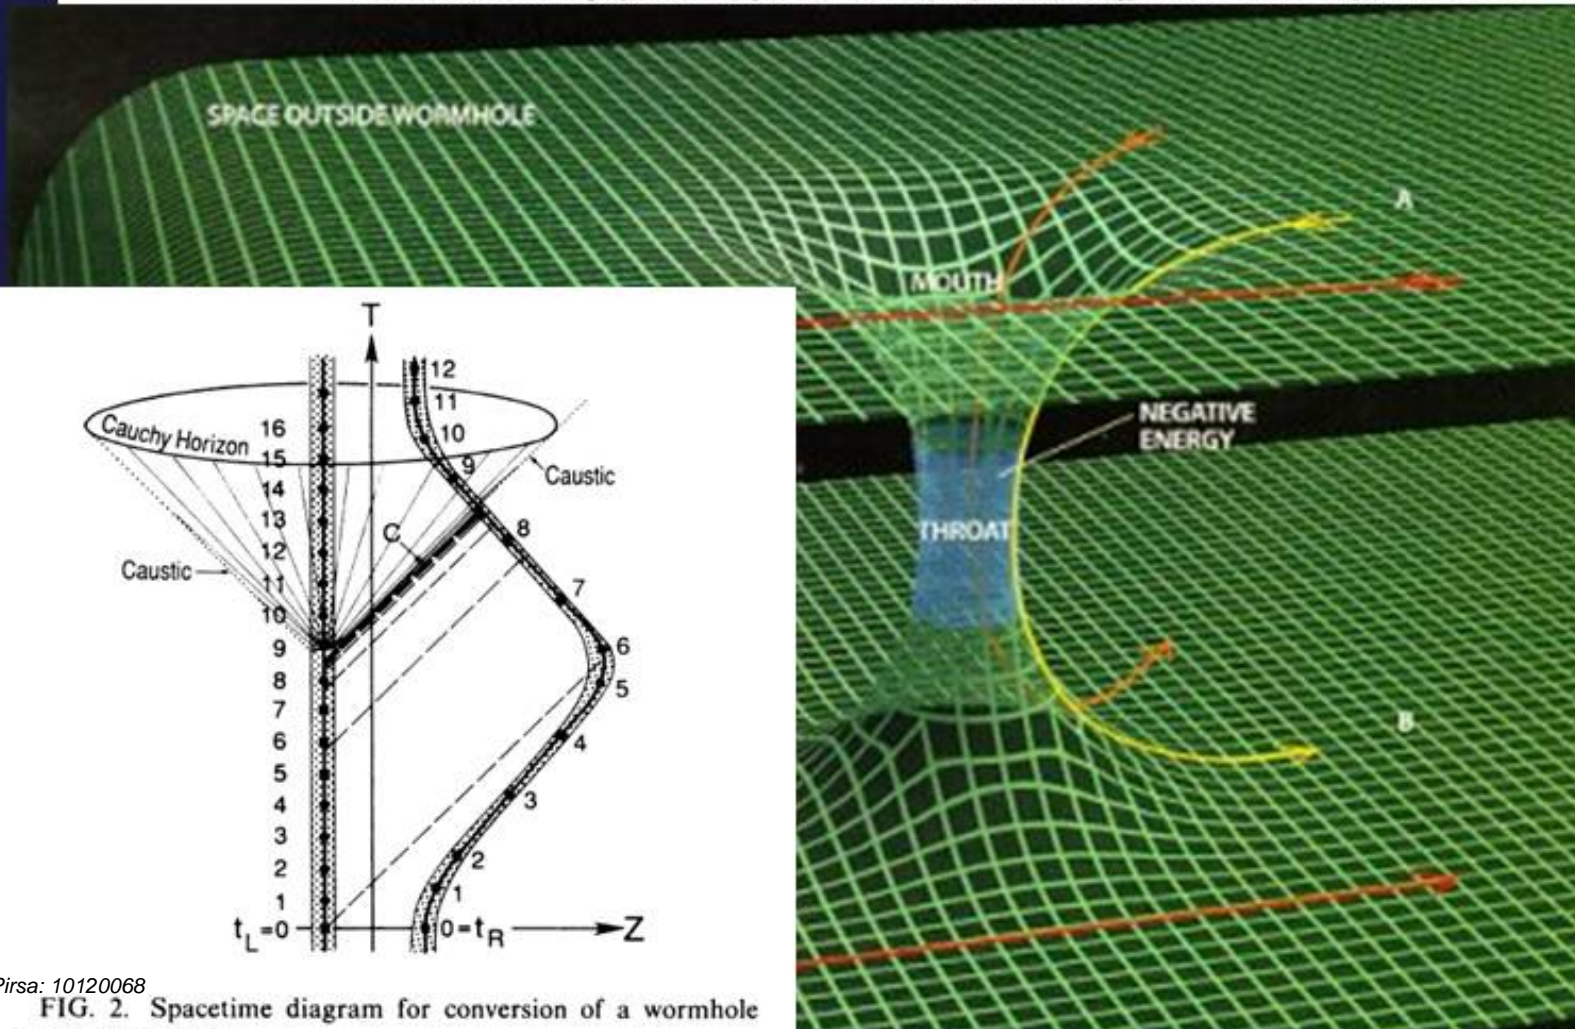 SPACE OUTSIDE WORMHOLE
A
MOUTH
NEGATIVE
ENERGY
THROAT
B
T
12
11
10
9
8
7
6
5
4
3
2
1
0=tR
Z
Cauchy Horizon
Caustic
C
Caustic
16
15
14
13
12
11
10
9
8
7
6
5
4
3
2
1
tL=0
Pirsa: 10120068
FIG. 2. Spacetime diagram for conversion of a wormhole